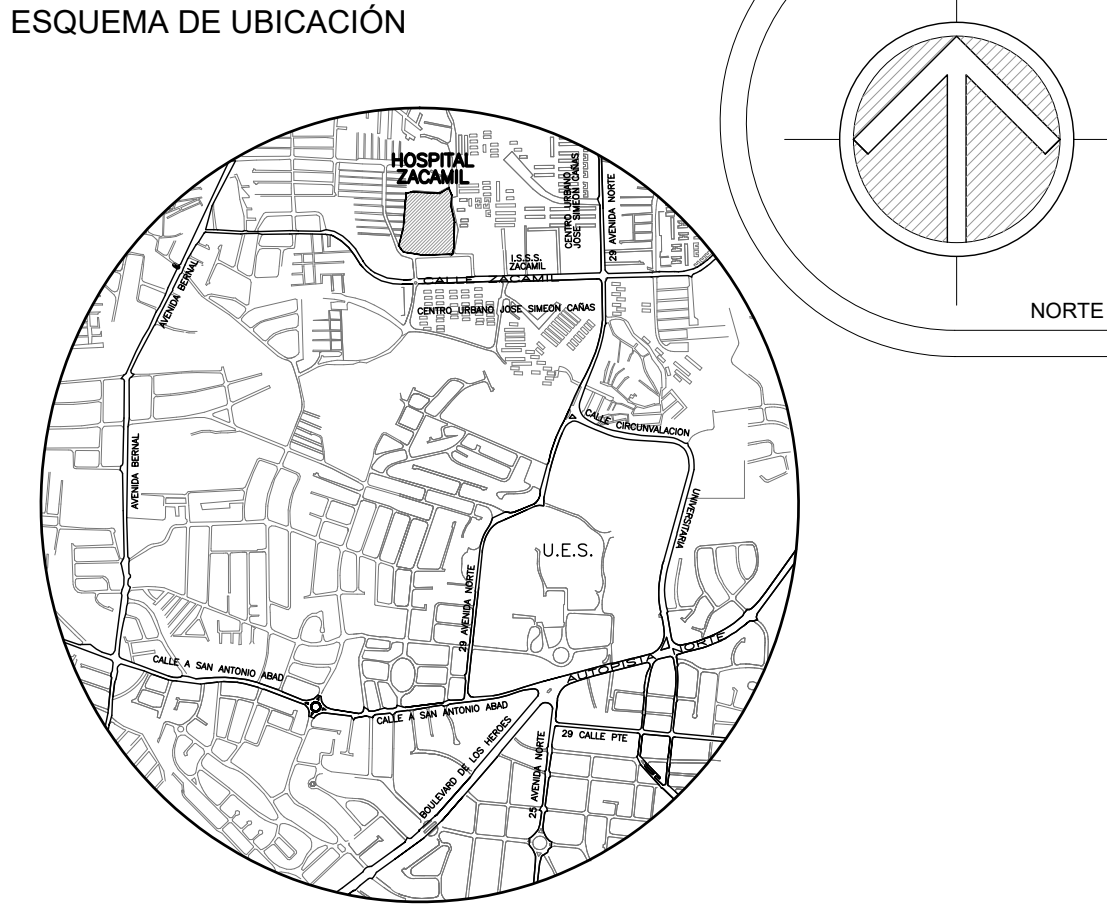 ESQUEMA DE UBICACIÓN
NORTE
HOSPITAL
ZACAMIL
CENTRO URBANO
JOSE SIMEON CAÑAS
29 AVENIDA NORTE
I.S.S.S.
ZACAMIL
CALLE ZACAMIL
CENTRO URBANO JOSE SIMEON CAÑAS
AVENIDA BERNAL
AVENIDA BERNAL
CALLE CIRCUNVALACION
UNIVERSITARIA
U.E.S.
29 AVENIDA NORTE
AUTOPISTA NORTE
CALLE A SAN ANTONIO ABAD
CALLE A SAN ANTONIO ABAD
BOULEVARD DE LOS HEROES
29 CALLE PTE
25 AVENIDA NORTE